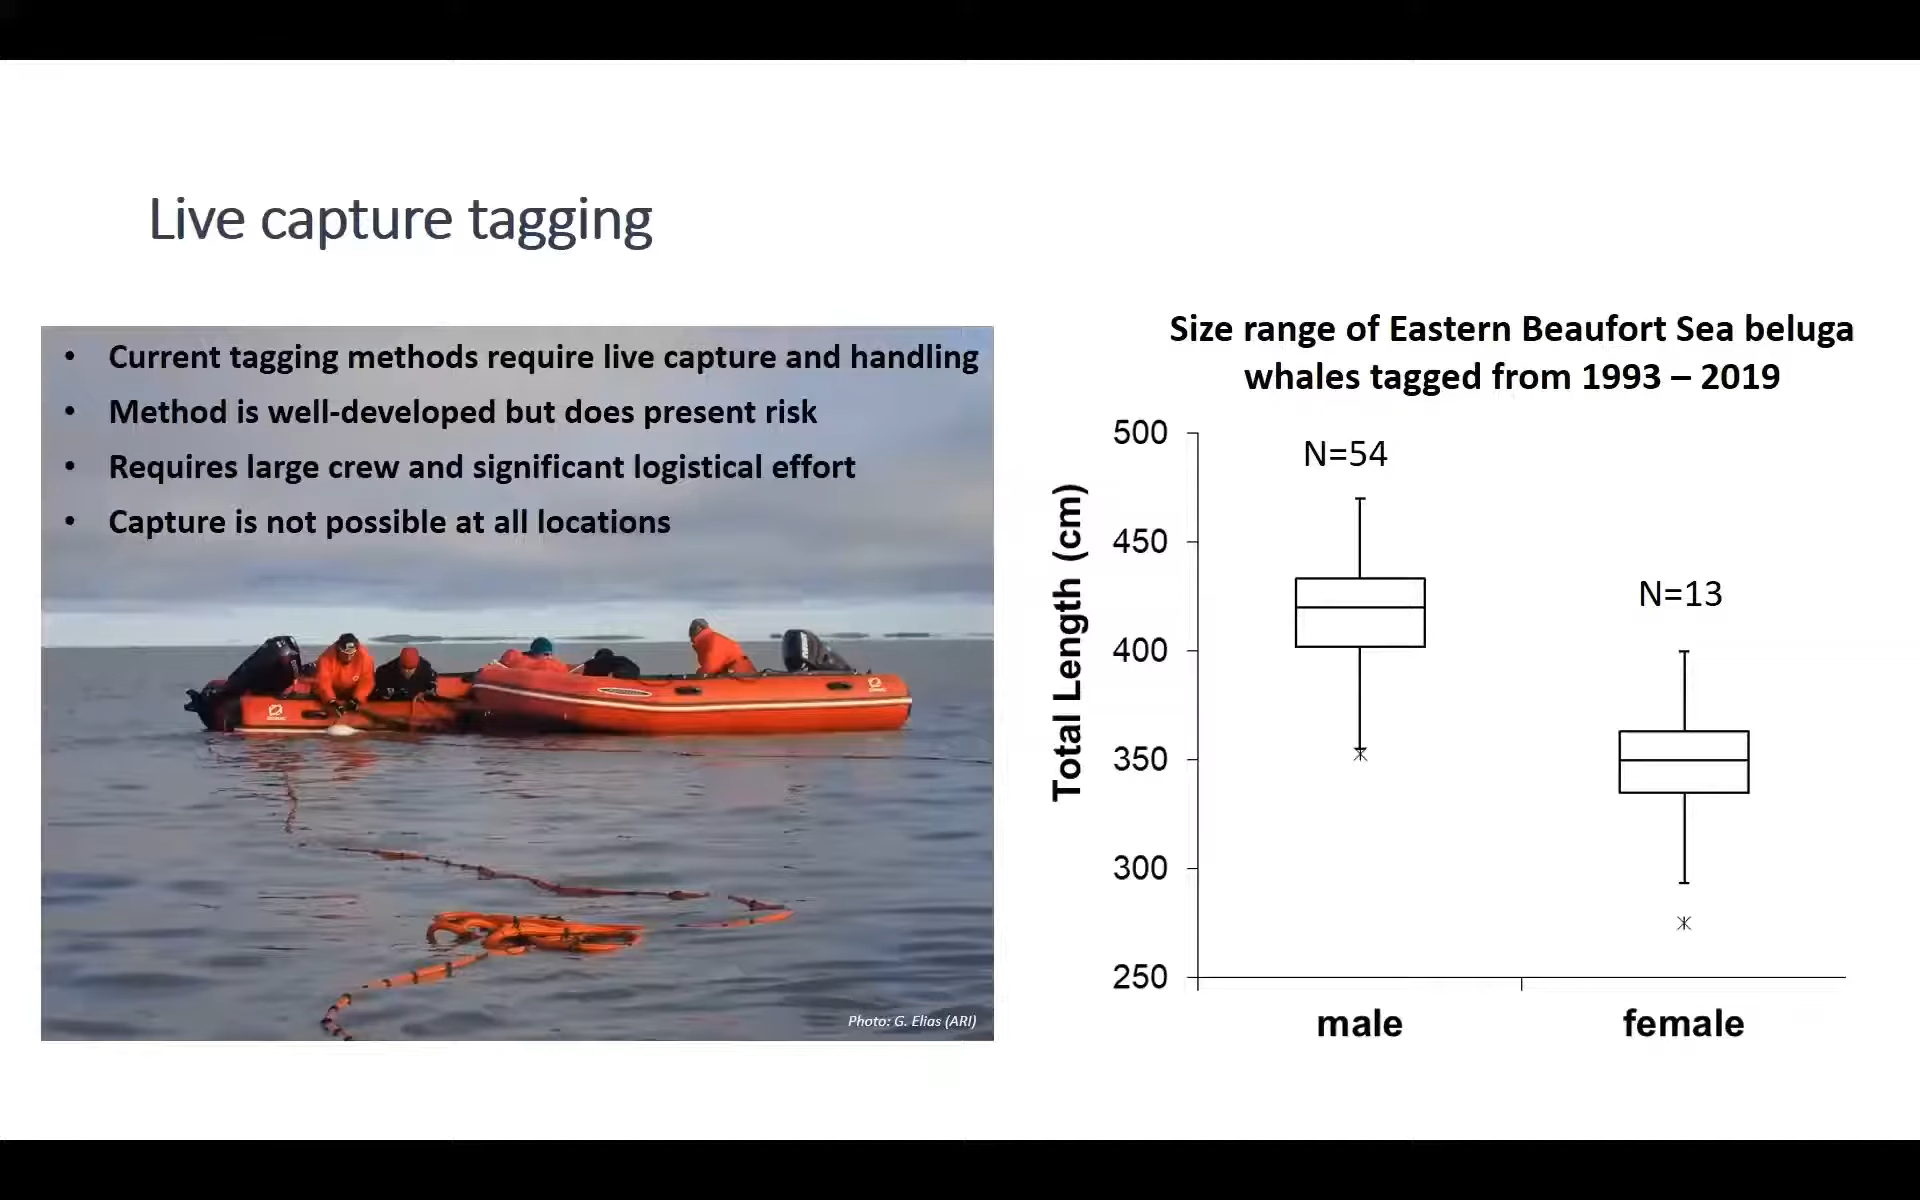 Live capture tagging
• Current tagging methods require live capture and handling
• Method is well-developed but does present risk
• Requires large crew and significant logistical effort
• Capture is not possible at all locations
Photo: G. Elias (ARI)
Size range of Eastern Beaufort Sea beluga
whales tagged from 1993 – 2019
Total Length (cm)
500
450
400
350
300
250
N=54
N=13
male
female